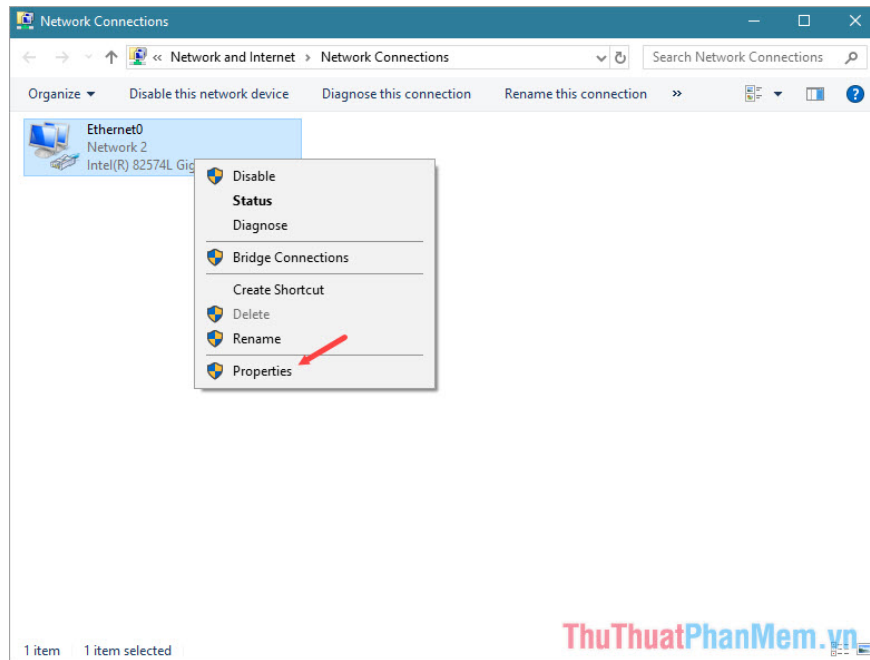 Network Connections
« Network and Internet › Network Connections
Search Network Connections
Organize
Disable this network device
Diagnose this connection
Rename this connection
»
Ethernet0
Network 2
Intel(R) 82574L Gig
Disable
Status
Diagnose
Bridge Connections
Create Shortcut
Delete
Rename
Properties
ThuThuatPhanMem.vn
1 item
1 item selected